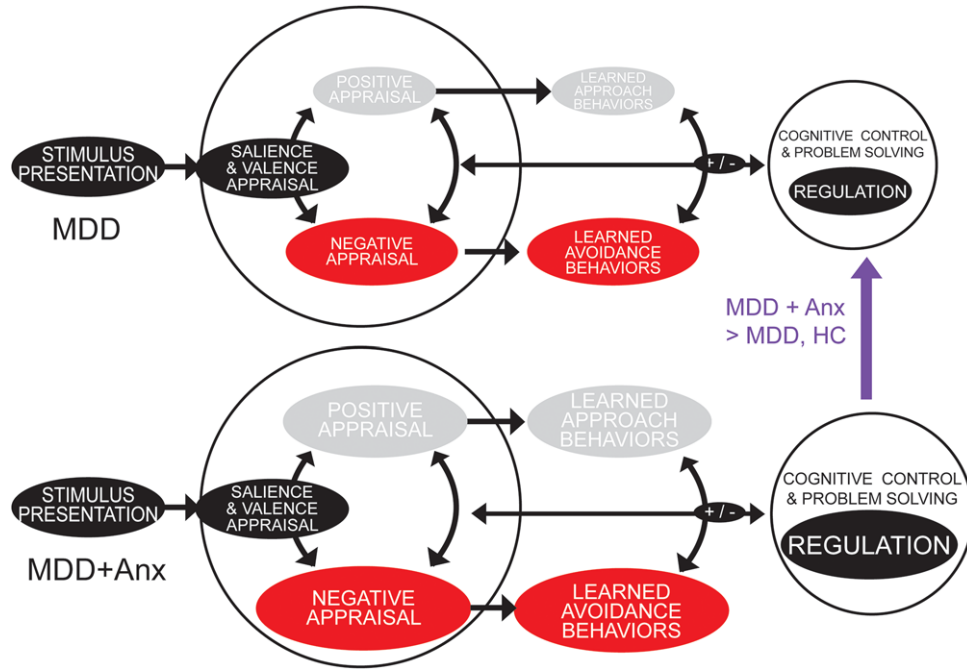 POSITIVE
APPRAISAL
LEARNED
APPROACH
BEHAVIORS
STIMULUS
PRESENTATION
SALIENCE
& VALENCE
APPRAISAL
+ / -
COGNITIVE CONTROL
& PROBLEM SOLVING
REGULATION
MDD
NEGATIVE
APPRAISAL
LEARNED
AVOIDANCE
BEHAVIORS
MDD + Anx
> MDD, HC
POSITIVE
APPRAISAL
LEARNED
APPROACH
BEHAVIORS
STIMULUS
PRESENTATION
SALIENCE
& VALENCE
APPRAISAL
+ / -
COGNITIVE CONTROL
& PROBLEM SOLVING
REGULATION
MDD+Anx
NEGATIVE
APPRAISAL
LEARNED
AVOIDANCE
BEHAVIORS